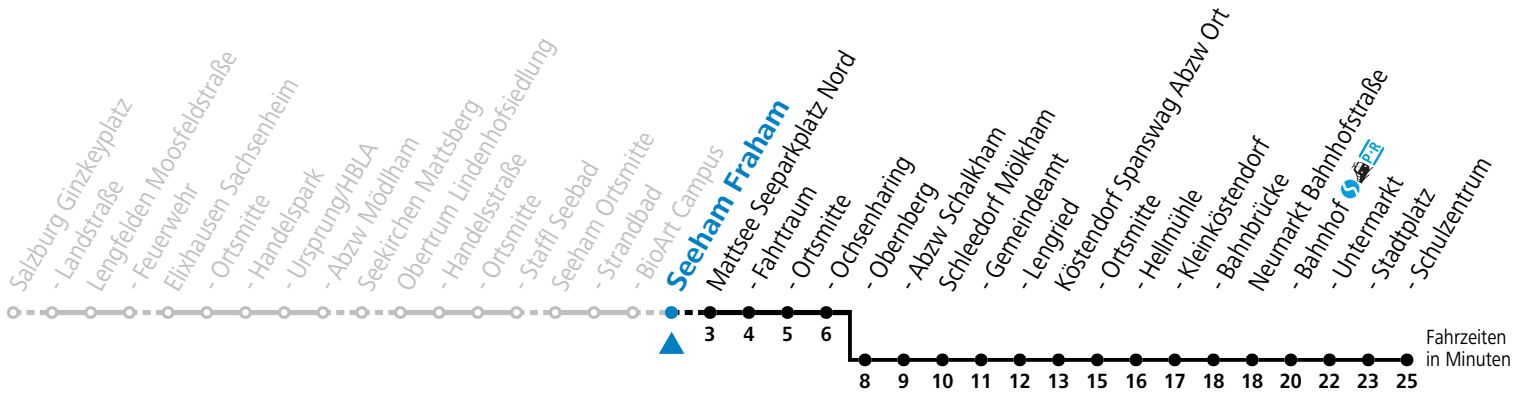 Salzburg Ginzkeyplatz
- Landstraße
Lengfelden Moosfeldstraße
- Feuerwehr
Elixhausen Sachsenheim
- Ortsmitte
- Handelspark
- Ursprung/HBLA
- Abzw Mödlham
Seekirchen Mattsberg
Obertrum Lindenhofsiedlung
- Handelsstraße
- Ortsmitte
- Staffl Seebad
Seeham Ortsmitte
- Strandbad
- BioArt Campus
Seeham Fraham
Mattsee Seeparkplatz Nord
- Fahrtraum
- Ortsmitte
- Ochsenharing
- Obernberg
- Abzw Schalkham
Schleedorf Mölkham
- Gemeindeamt
- Lengried
Köstendorf Spanswag Abzw Ort
- Ortsmitte
- Hellmühle
- Kleinköstendorf
- Bahnbrücke
Neumarkt Bahnhofstraße
- Bahnhof S P+R
- Untermarkt
- Stadtplatz
- Schulzentrum
3 4 5 6
Fahrzeiten
in Minuten
8 9 10 11 12 13 15 16 17 18 18 20 22 23 25